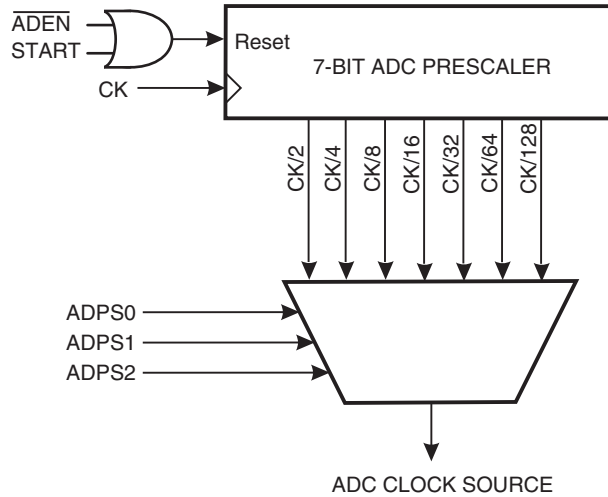 ADEN
START
Reset
7-BIT ADC PRESCALER
CK
CK/2
CK/4
CK/8
CK/16
CK/32
CK/64
CK/128
ADPS0
ADPS1
ADPS2
ADC CLOCK SOURCE